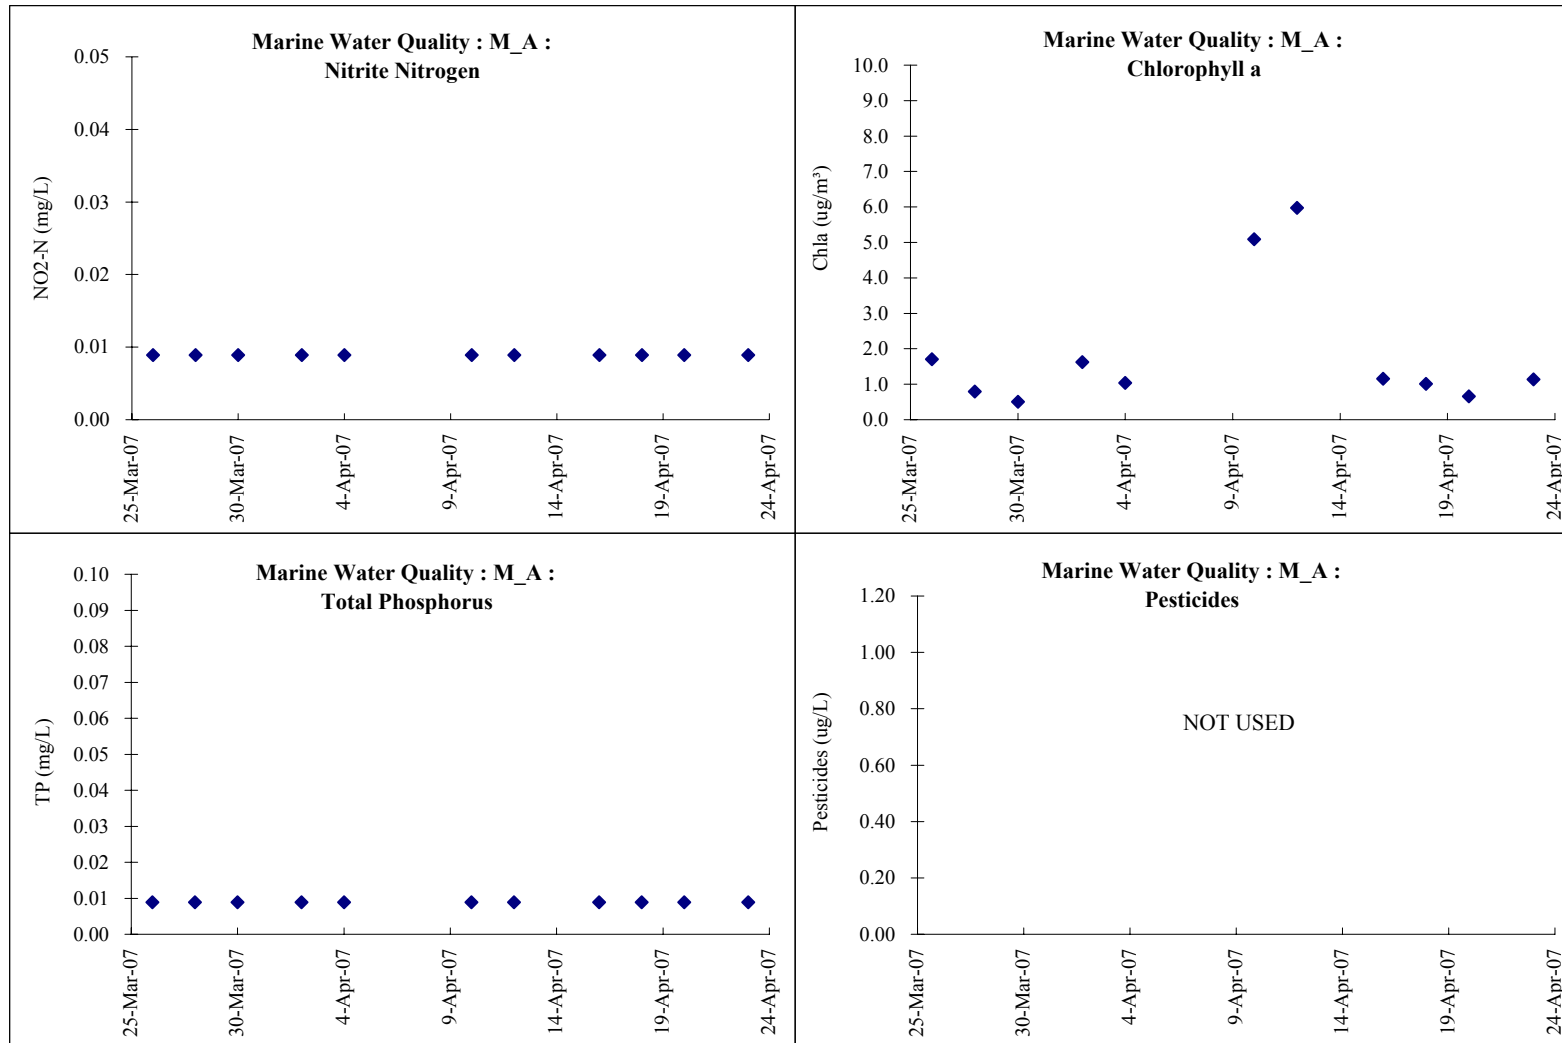 Marine Water Quality : M_A :
Nitrite Nitrogen
0.05
0.04
0.03
0.02
0.01
0.00
NO2-N (mg/L)
25-Mar-07
30-Mar-07
4-Apr-07
9-Apr-07
14-Apr-07
19-Apr-07
24-Apr-07
Marine Water Quality : M_A :
Chlorophyll a
10.0
9.0
8.0
7.0
6.0
5.0
4.0
3.0
2.0
1.0
0.0
Chla (ug/m³)
25-Mar-07
30-Mar-07
4-Apr-07
9-Apr-07
14-Apr-07
19-Apr-07
24-Apr-07
Marine Water Quality : M_A :
Total Phosphorus
0.10
0.09
0.08
0.07
0.06
0.05
0.04
0.03
0.02
0.01
0.00
TP (mg/L)
25-Mar-07
30-Mar-07
4-Apr-07
9-Apr-07
14-Apr-07
19-Apr-07
24-Apr-07
Marine Water Quality : M_A :
Pesticides
1.20
1.00
0.80
0.60
0.40
0.20
0.00
Pesticides (ug/L)
NOT USED
25-Mar-07
30-Mar-07
4-Apr-07
9-Apr-07
14-Apr-07
19-Apr-07
24-Apr-07